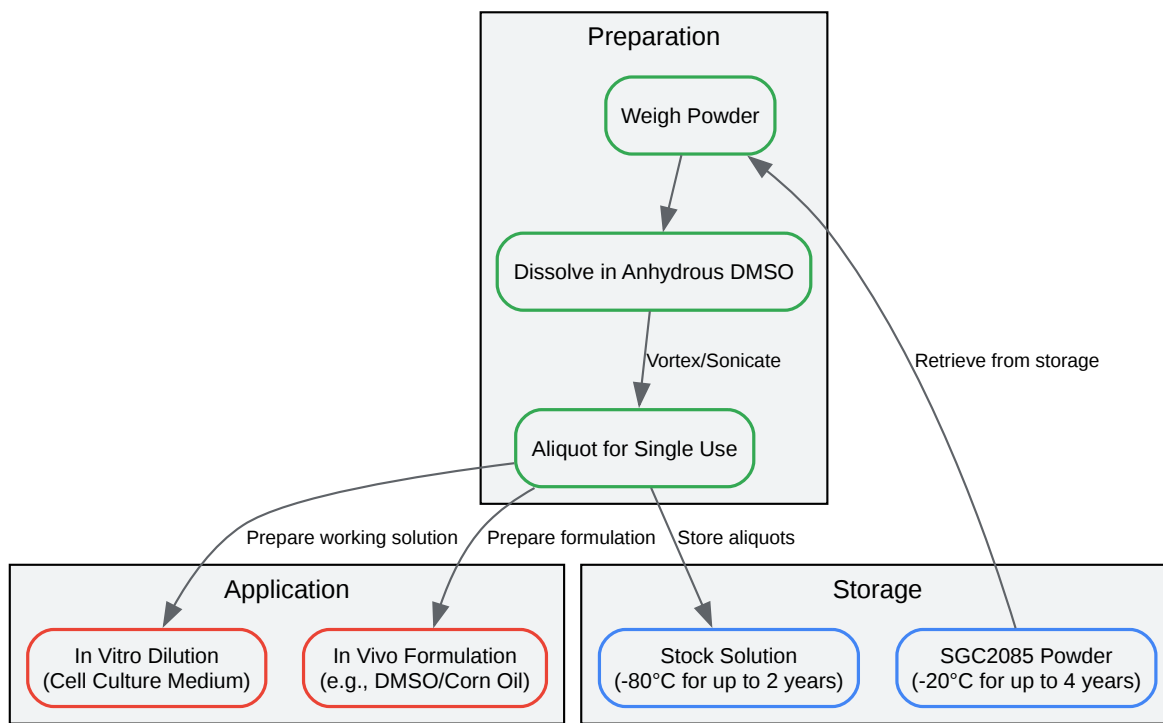 Preparation
Weigh Powder
Dissolve in Anhydrous DMSO
Vortex/Sonicate
Retrieve from storage
Aliquot for Single Use
Prepare working solution
Prepare formulation
Store aliquots
Application
Storage
In Vitro Dilution
(Cell Culture Medium)
In Vivo Formulation
(e.g., DMSO/Corn Oil)
Stock Solution
(-80°C for up to 2 years)
SGC2085 Powder
(-20°C for up to 4 years)